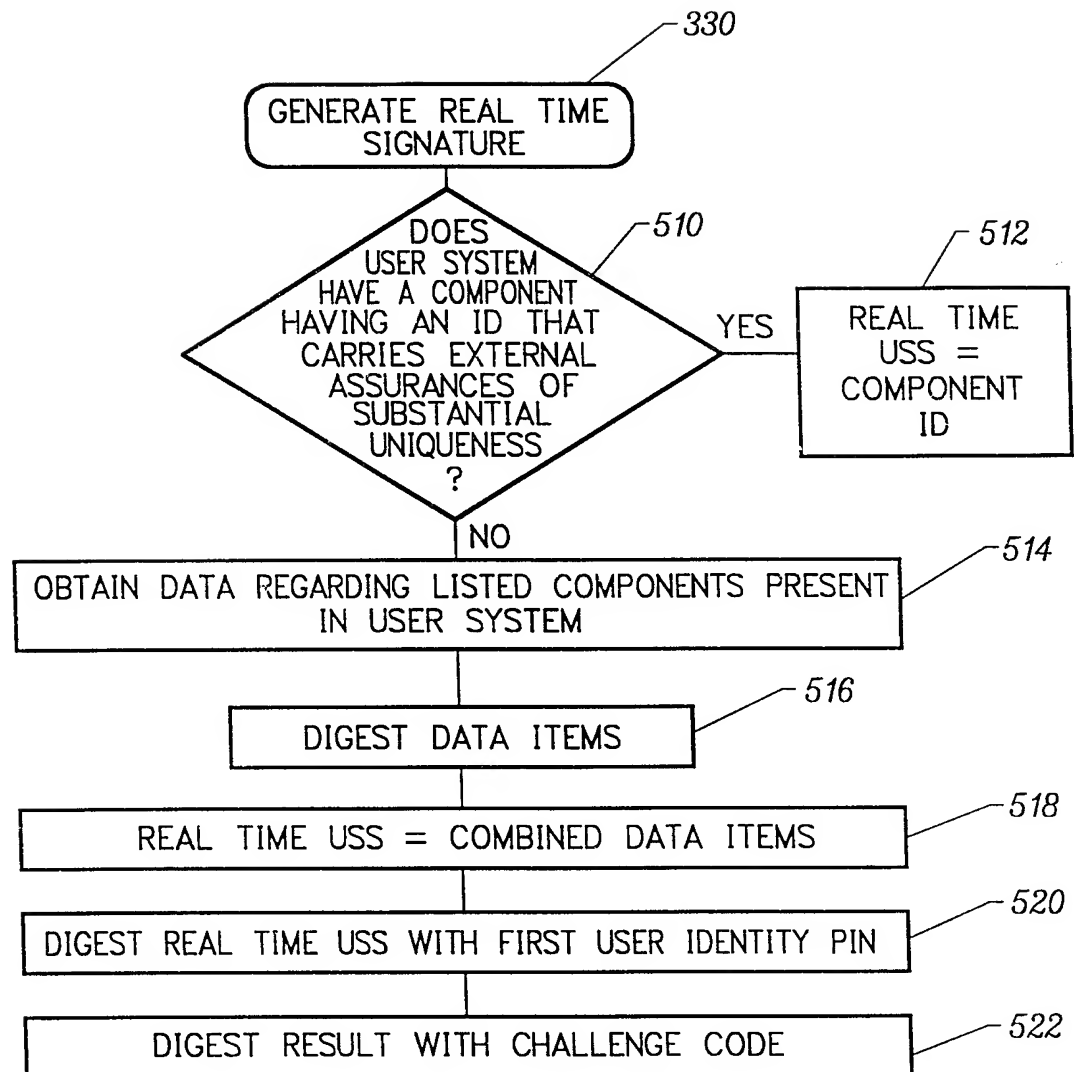 330
GENERATE REAL TIME
SIGNATURE
DOES
USER SYSTEM
HAVE A COMPONENT
HAVING AN ID THAT
CARRIES EXTERNAL
ASSURANCES OF
SUBSTANTIAL
UNIQUENESS
?
510
YES
512
REAL TIME
USS =
COMPONENT
ID
NO
514
OBTAIN DATA REGARDING LISTED COMPONENTS PRESENT
IN USER SYSTEM
516
DIGEST DATA ITEMS
518
REAL TIME USS = COMBINED DATA ITEMS
520
DIGEST REAL TIME USS WITH FIRST USER IDENTITY PIN
522
DIGEST RESULT WITH CHALLENGE CODE